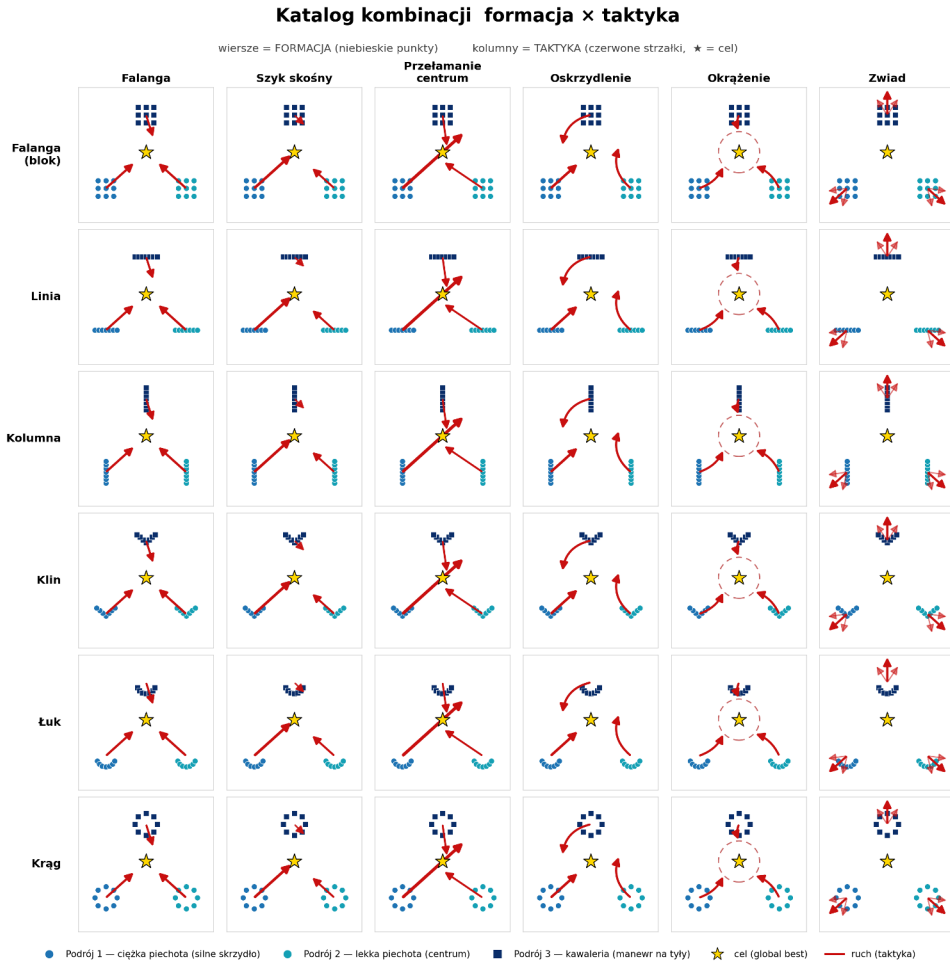 Katalog kombinacji formacja × taktyka
wiersze = FORMACJA (niebieskie punkty) kolumny = TAKTYKA (czerwone strzałki, ★ = cel)
Falanga
Szyk skośny
Przełamanie
centrum
Oskrzydlenie
Okrążenie
Zwiad
Falanga
(blok)
Linia
Kolumna
Klin
Łuk
Krąg
Podrój 1 — ciężka piechota (silne skrzydło)
Podrój 2 — lekka piechota (centrum)
Podrój 3 — kawaleria (manewr na tyły)
cel (global best)
ruch (taktyka)